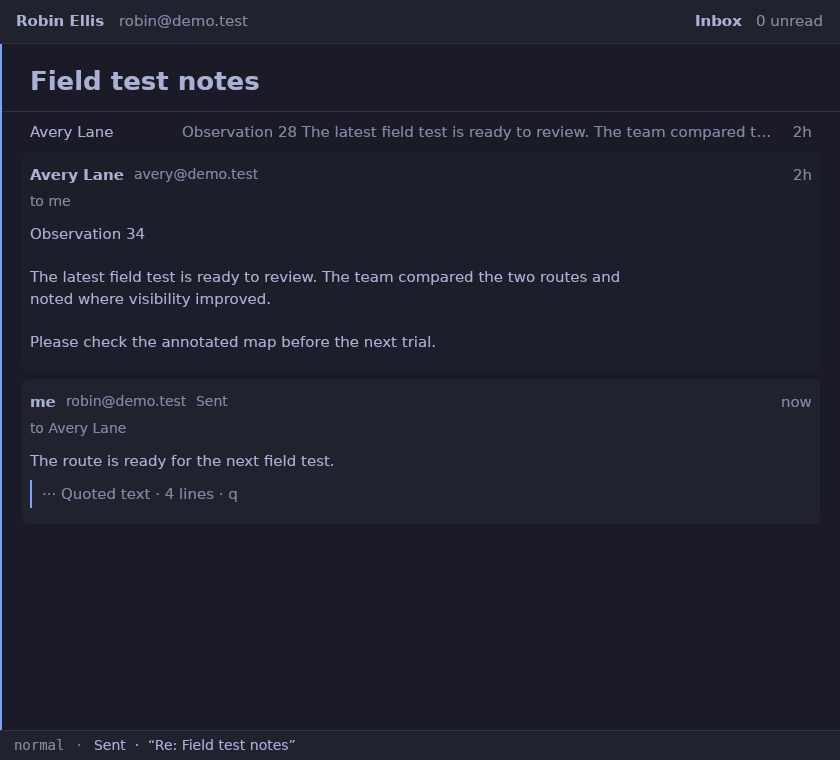 Robin Ellis robin@demo.test Inbox 0 unread
Field test notes
Avery Lane Observation 28 The latest field test is ready to review. The team compared t… 2h
Avery Lane avery@demo.test 2h
to me
Observation 34
The latest field test is ready to review. The team compared the two routes and
noted where visibility improved.
Please check the annotated map before the next trial.
me robin@demo.test Sent now
to Avery Lane
The route is ready for the next field test.
··· Quoted text · 4 lines · q
normal · Sent · “Re: Field test notes”